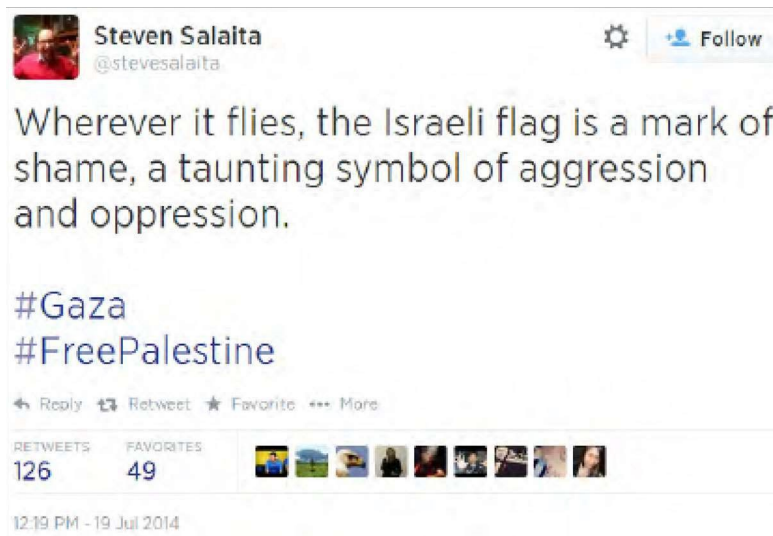 Steven Salaita
@stevesalaita
Follow
Wherever it flies, the Israeli flag is a mark of
shame, a taunting symbol of aggression
and oppression.
#Gaza
#FreePalestine
Reply Retweet Favorite ••• More
RETWEETS FAVORITES
126 49
12:19 PM - 19 Jul 2014